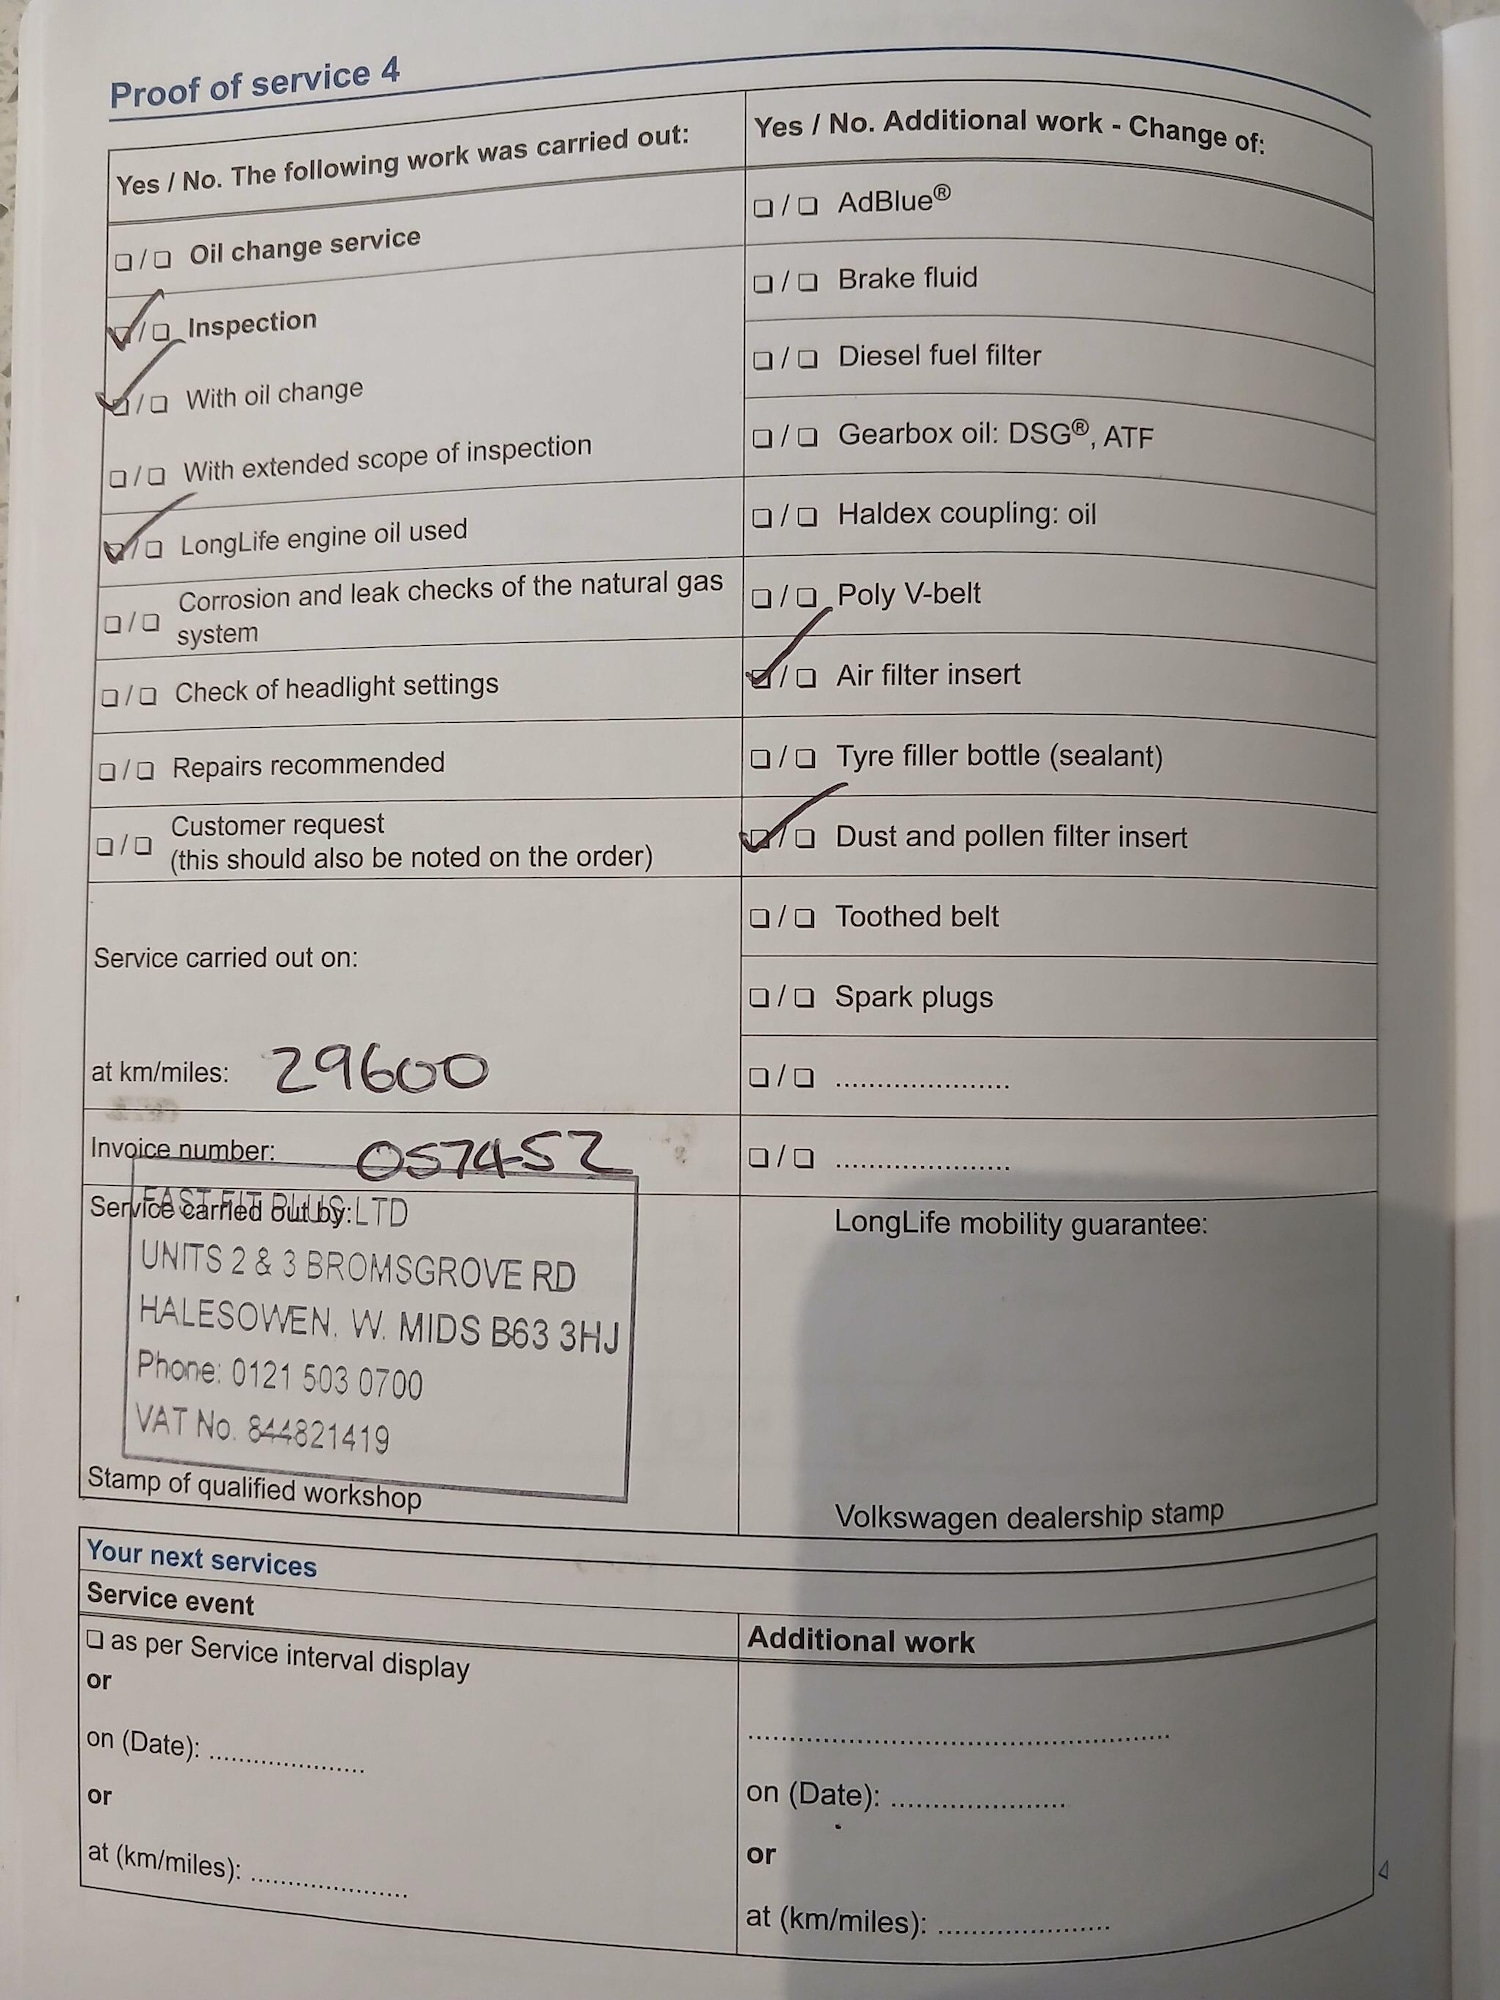 Proof of service 4
Yes / No. The following work was carried out:
❑ / ❑ Oil change service
❑ / ❑ Inspection
❑ / ❑ With oil change
❑ / ❑ With extended scope of inspection
❑ / ❑ LongLife engine oil used
❑ / ❑ Corrosion and leak checks of the natural gas
system
❑ / ❑ Check of headlight settings
❑ / ❑ Repairs recommended
❑ / ❑ Customer request
(this should also be noted on the order)
Service carried out on:
at km/miles: 29600
Invoice number: 057452
Service carried out by:
FAST FIT PLUS LTD
UNITS 2 & 3 BROMSGROVE RD
HALESOWEN. W. MIDS B63 3HJ
Phone: 0121 503 0700
VAT No. 844821419
Stamp of qualified workshop
Yes / No. Additional work - Change of:
❑ / ❑ AdBlue®
❑ / ❑ Brake fluid
❑ / ❑ Diesel fuel filter
❑ / ❑ Gearbox oil: DSG®, ATF
❑ / ❑ Haldex coupling: oil
❑ / ❑ Poly V-belt
❑ / ❑ Air filter insert
❑ / ❑ Tyre filler bottle (sealant)
❑ / ❑ Dust and pollen filter insert
❑ / ❑ Toothed belt
❑ / ❑ Spark plugs
❑ / ❑ .....................
❑ / ❑ .....................
LongLife mobility guarantee:
Volkswagen dealership stamp
Your next services
Service event
❑ as per Service interval display
or
on (Date): ....................
or
at (km/miles): ....................
Additional work
..................................................
on (Date): .....................
or
at (km/miles): .....................